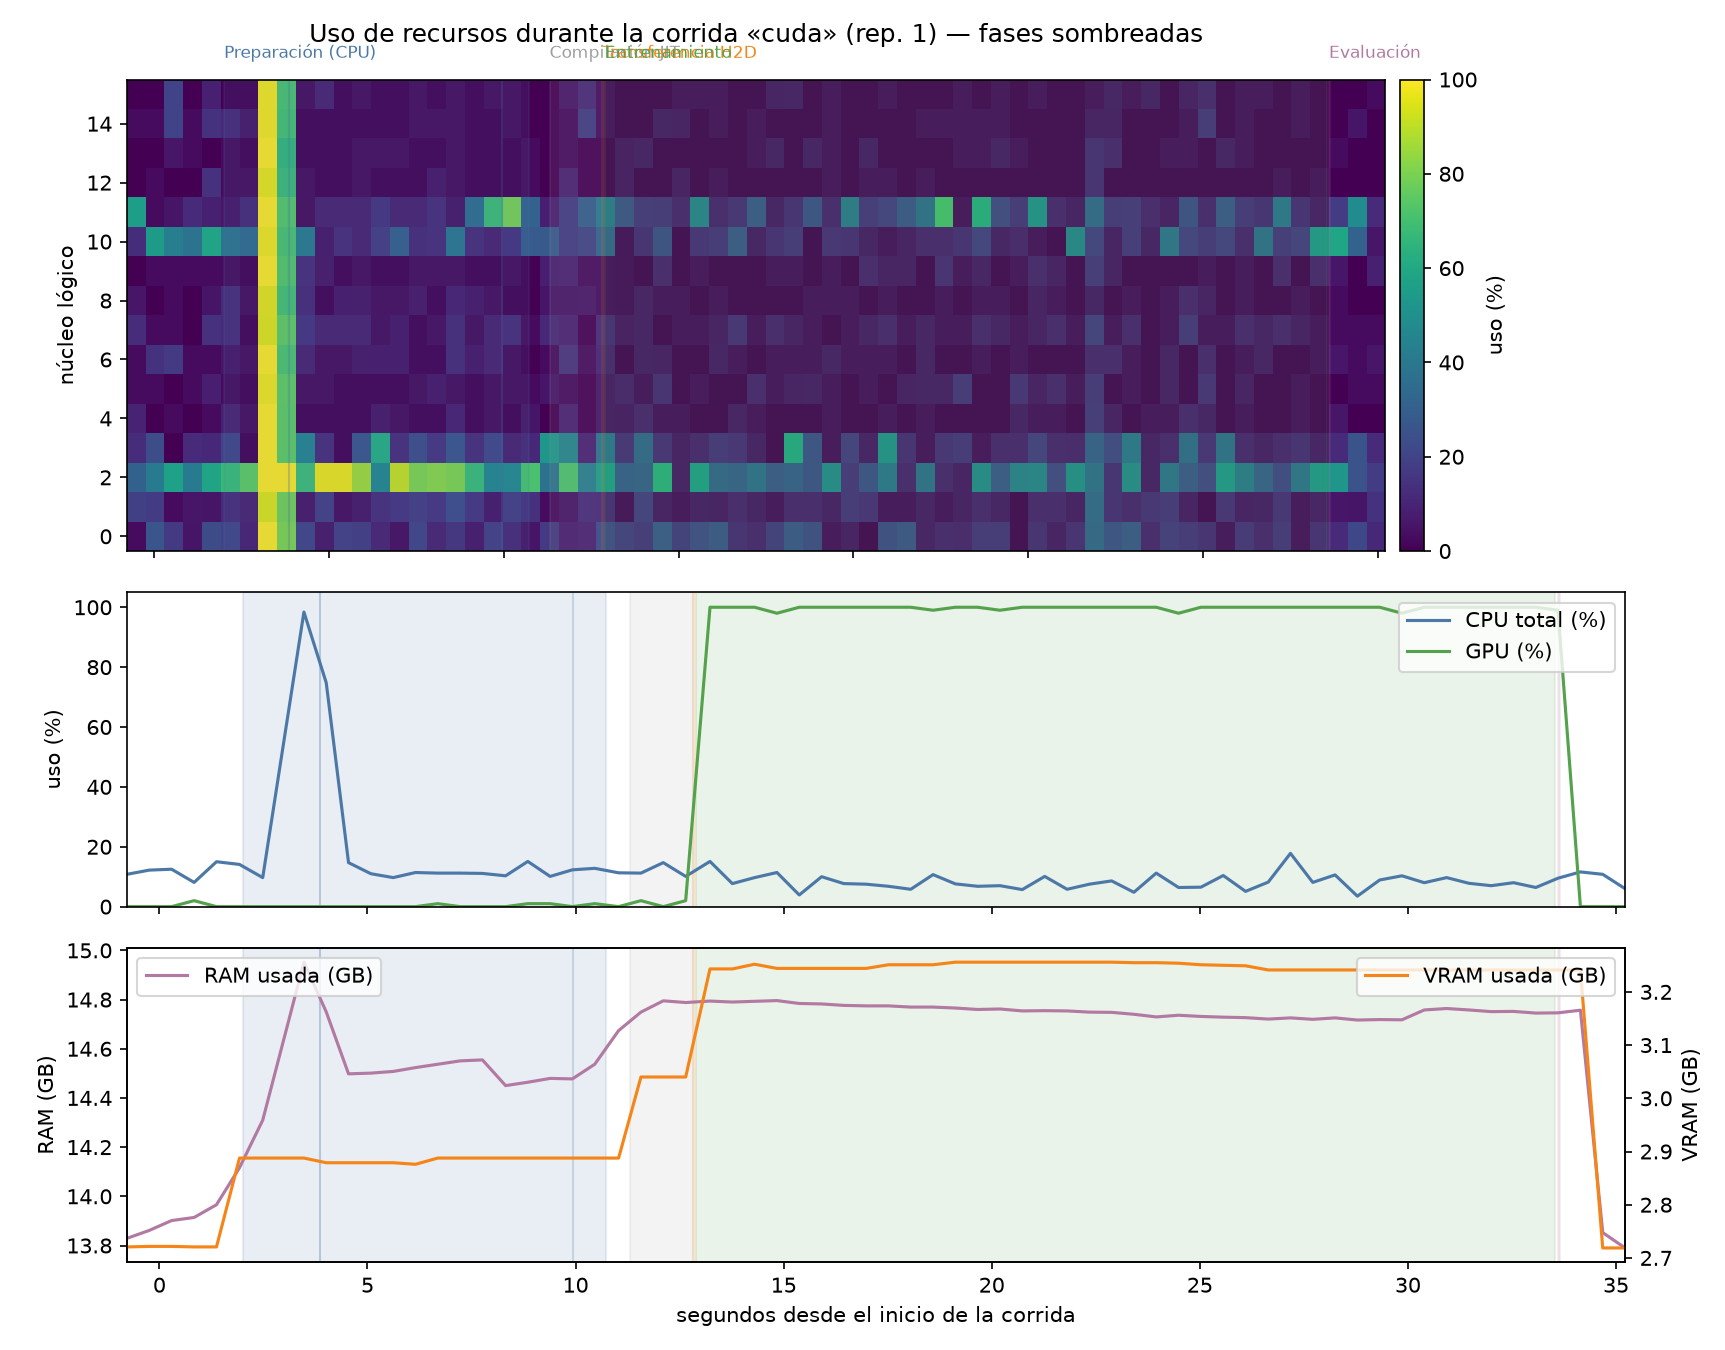 Uso de recursos durante la corrida «cuda» (rep. 1) — fases sombreadas
Preparación (CPU)
Evaluación
núcleo lógico
14
12
10
8
6
4
2
0
100
80
60
40
20
0
uso (%)
uso (%)
100
80
60
40
20
0
CPU total (%)
GPU (%)
RAM (GB)
15.0
14.8
14.6
14.4
14.2
14.0
13.8
RAM usada (GB)
VRAM usada (GB)
3.2
3.1
3.0
2.9
2.8
2.7
VRAM (GB)
0 5 10 15 20 25 30 35
segundos desde el inicio de la corrida